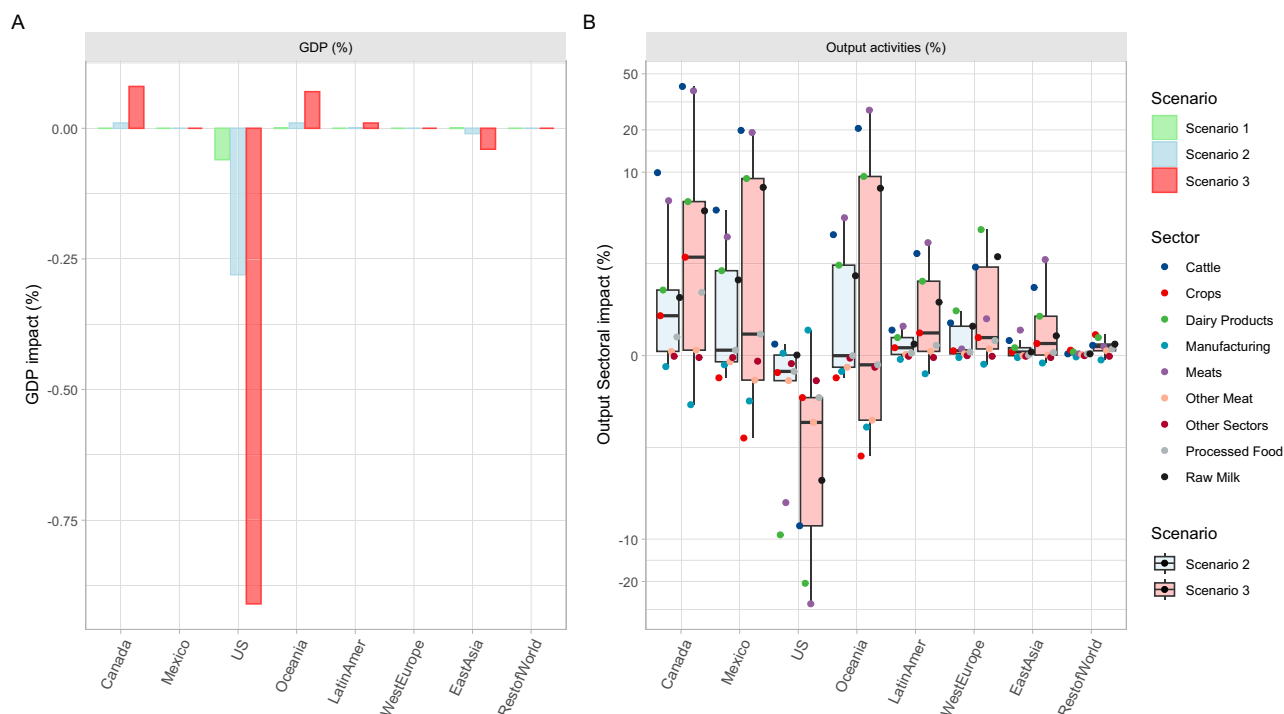 A
GDP (%)
GDP impact (%)
0.00
-0.25
-0.50
-0.75
Canada
Mexico
US
Oceania
LatinAmer
WestEurope
EastAsia
RestofWorld
B
Output activities (%)
Output Sectoral impact (%)
50
20
10
0
-10
-20
Canada
Mexico
US
Oceania
LatinAmer
WestEurope
EastAsia
RestofWorld
Scenario
Scenario 1
Scenario 2
Scenario 3
Sector
Cattle
Crops
Dairy Products
Manufacturing
Meats
Other Meat
Other Sectors
Processed Food
Raw Milk
Scenario
Scenario 2
Scenario 3